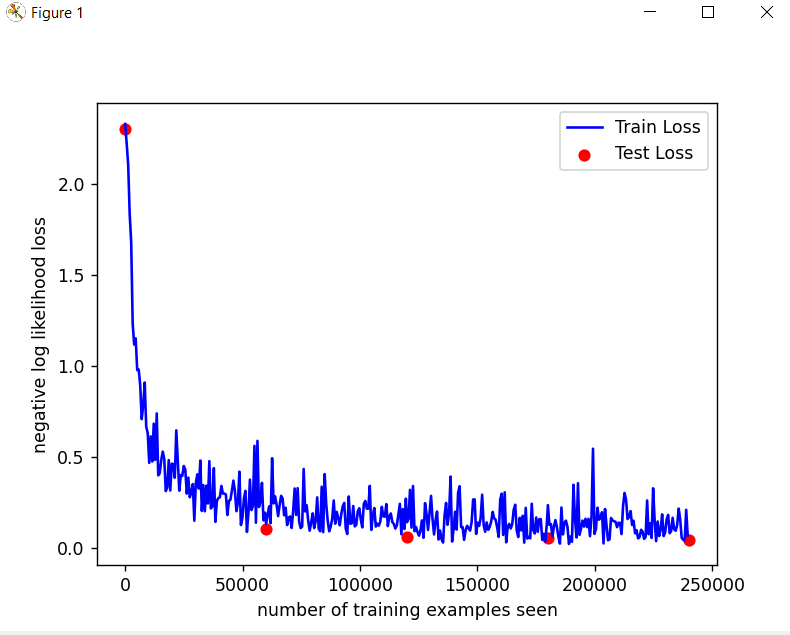 Figure 1
Train Loss
Test Loss
negative log likelihood loss
2.0
1.5
1.0
0.5
0.0
0
50000
100000
150000
200000
250000
number of training examples seen